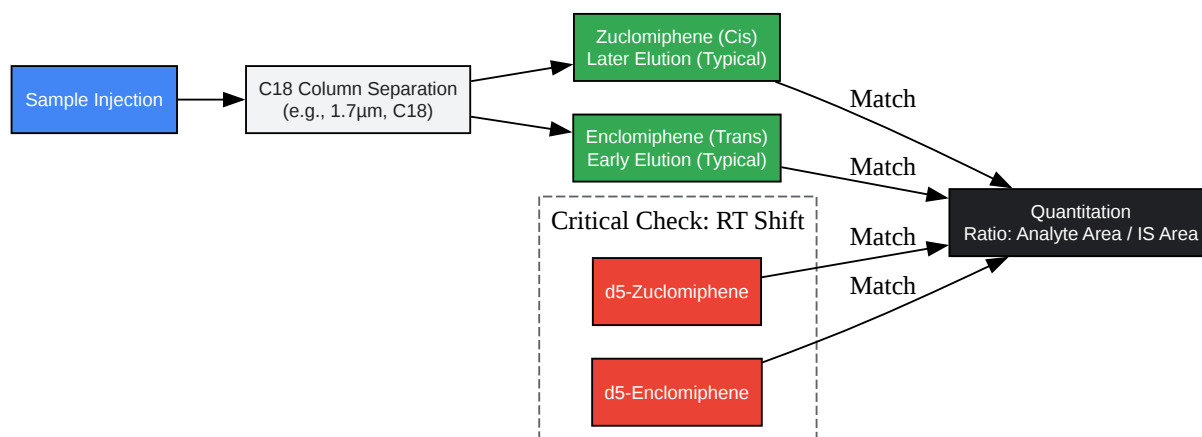 Sample Injection
C18 Column Separation
(e.g., 1.7µm, C18)
Zuclomiphene (Cis)
Later Elution (Typical)
Enclomiphene (Trans)
Early Elution (Typical)
Match
Match
Critical Check: RT Shift
d5-Zuclomiphene
d5-Enclomiphene
Match
Match
Quantitation
Ratio: Analyte Area / IS Area